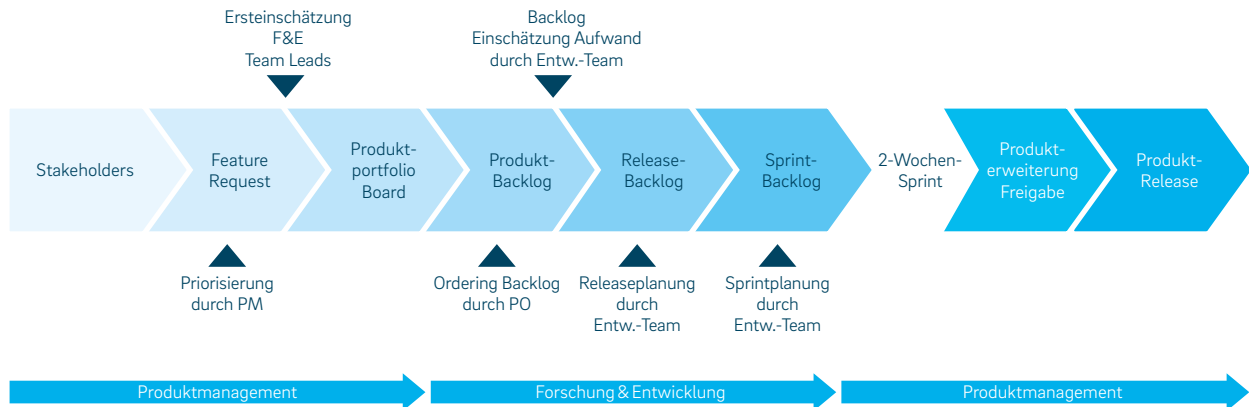 Ersteinschätzung
F&E
Team Leads
Backlog
Einschätzung Aufwand
durch Entw.-Team
Stakeholders
Feature
Request
Produkt-
portfolio
Board
Produkt-
Backlog
Release-
Backlog
Sprint-
Backlog
2-Wochen-
Sprint
Produkt-
erweiterung
Freigabe
Produkt-
Release
Priorisierung
durch PM
Ordering Backlog
durch PO
Releaseplanung
durch
Entw.-Team
Sprintplanung
durch
Entw.-Team
Produktmanagement
Forschung & Entwicklung
Produktmanagement